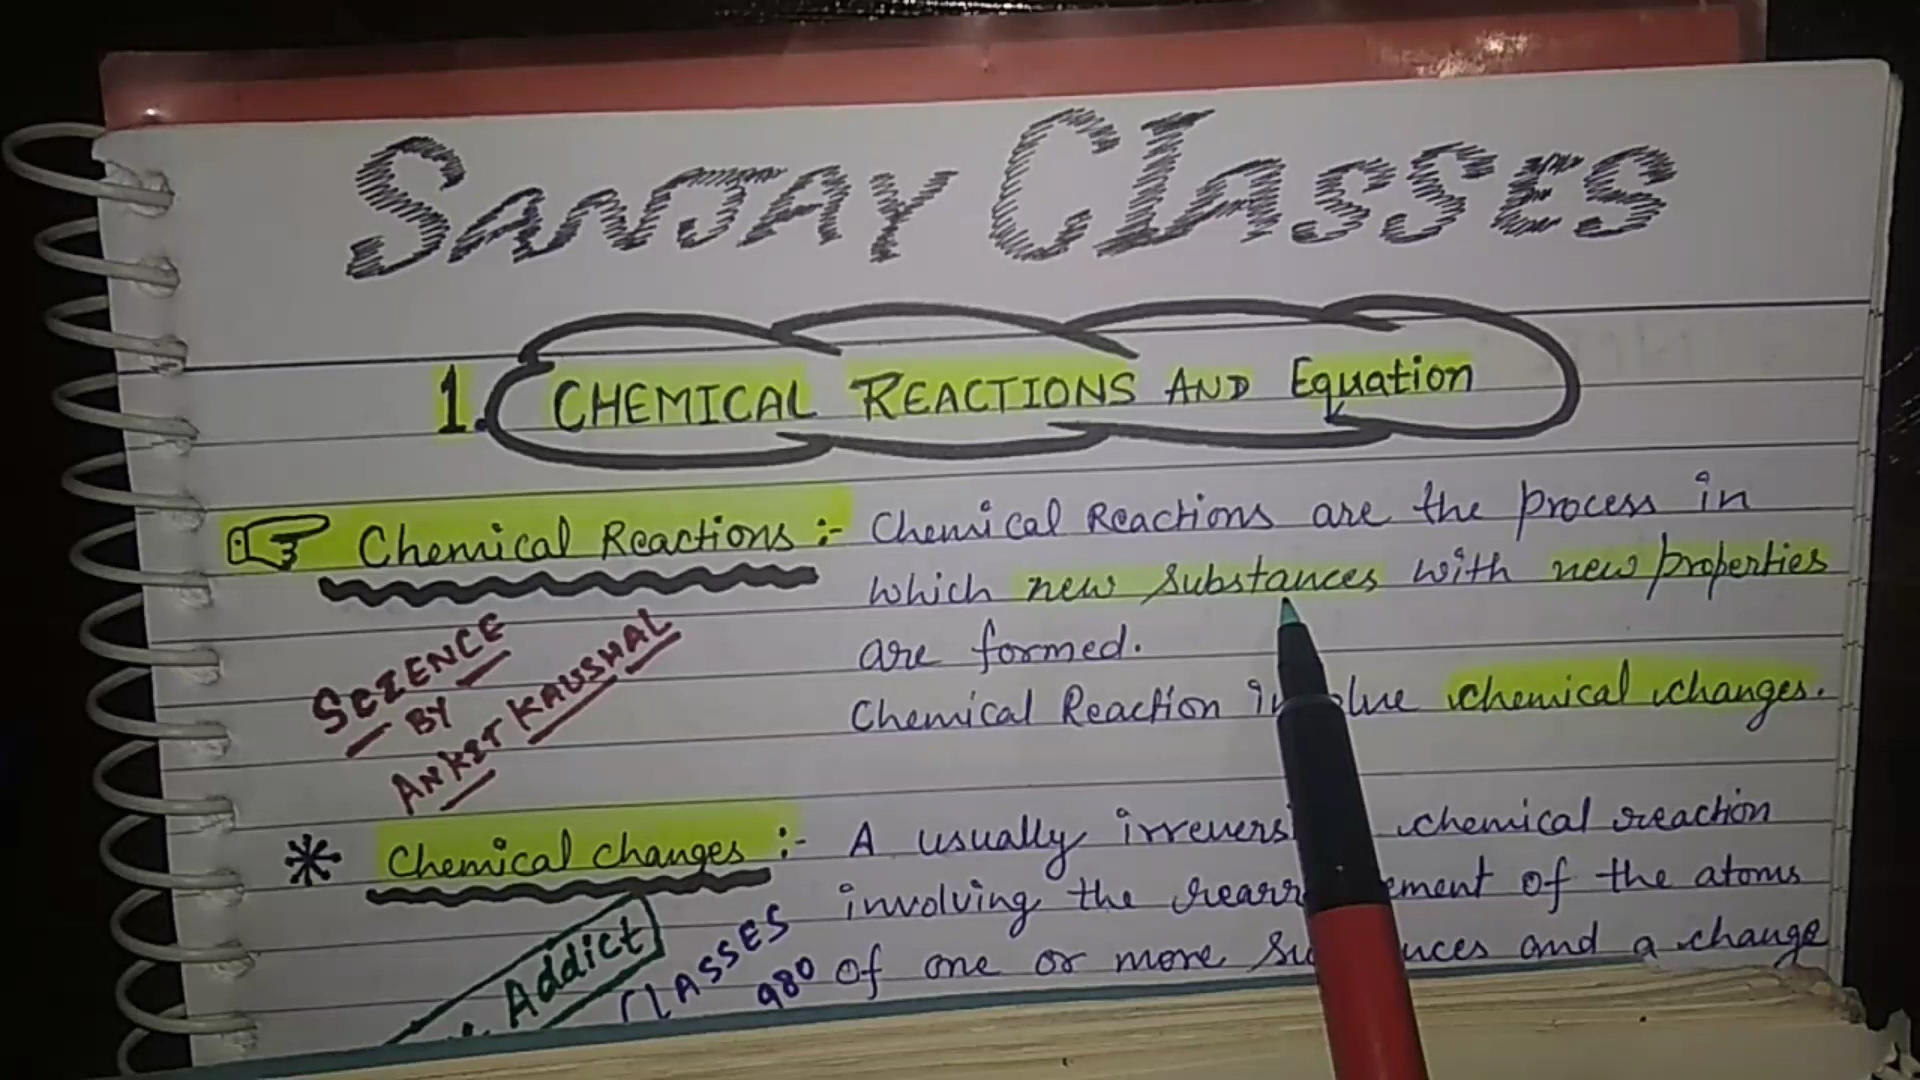 SANJAY ClASSES
1. CHEMICAL REACTIONS AND Equation
Chemical Reactions :- Chemical Reactions are the process in
which new substances with new properties
are formed.
Chemical Reaction chemical changes.
SCIENCE
BY
ANKIT KAUSHAL
Chemical changes :- A usually chemical reaction
involving the of the atoms
of one or more and a change
Addict
ClASSES
980